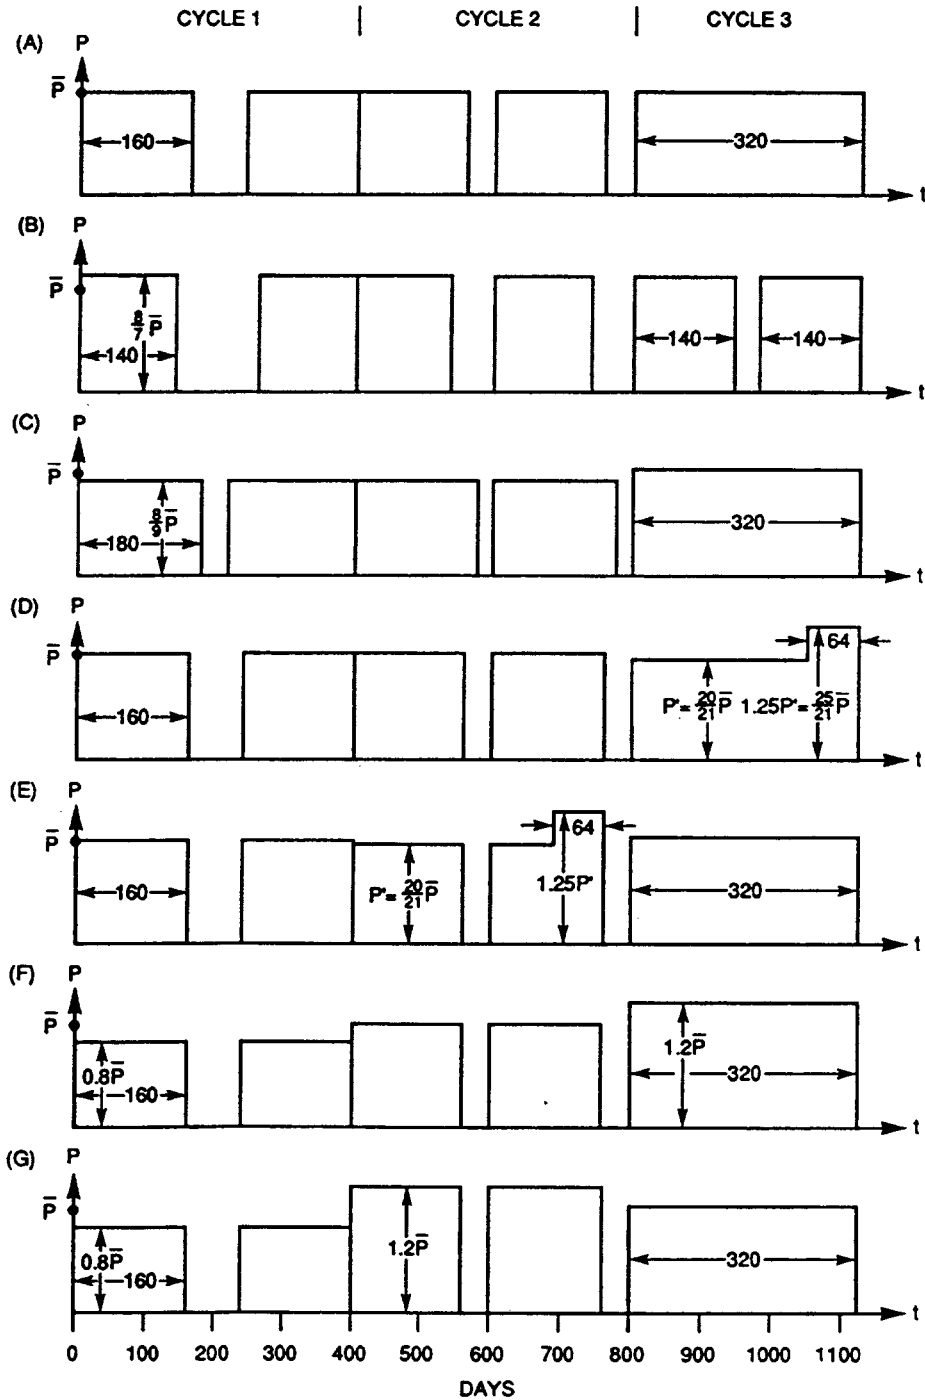 CYCLE 1 | CYCLE 2 | CYCLE 3
(A) P
P̅
160 320
t
(B) P
P̅
8/7 P̅
140 140 140
t
(C) P
P̅
8/9 P̅
180 320
t
(D) P
P̅
64
160 P'= 20/21 P̅ 1.25P'= 25/21 P̅
t
(E) P
P̅
64
160 P'= 20/21 P̅ 1.25P' 320
t
(F) P
P̅
0.8P̅ 1.2P̅
160 320
t
(G) P
P̅
0.8P̅ 1.2P̅
160 320
t
0 100 200 300 400 500 600 700 800 900 1000 1100
DAYS